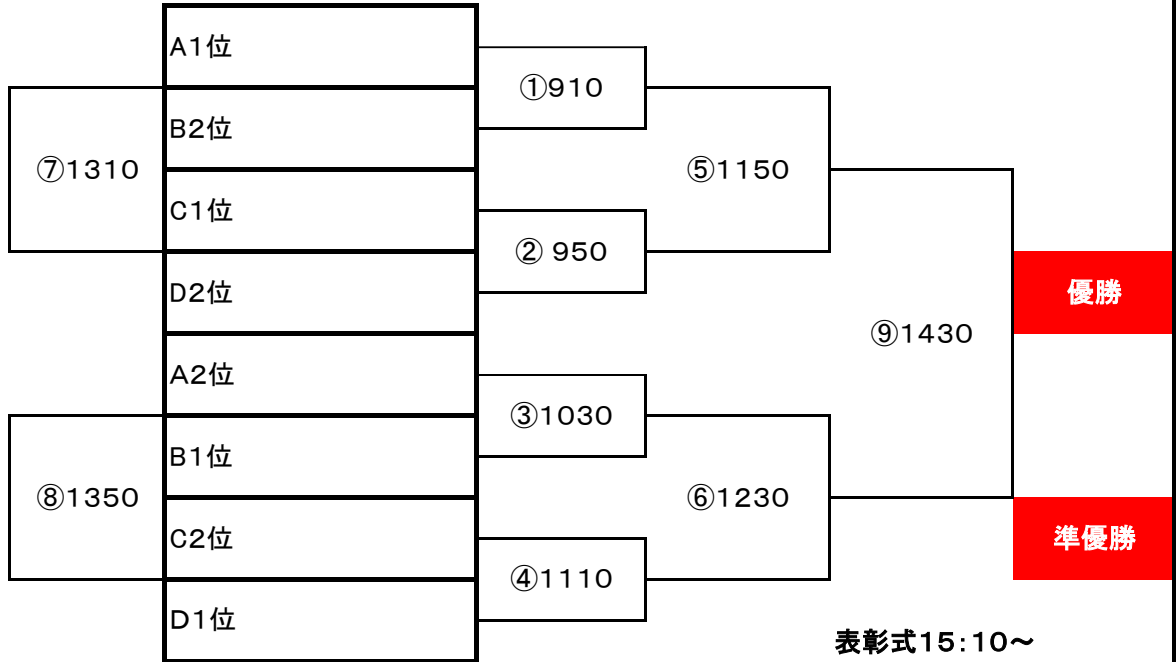 A1位
①910
B2位
⑦1310
⑤1150
C1位
② 950
D2位
優勝
⑨1430
A2位
③1030
B1位
⑧1350
⑥1230
C2位
準優勝
④1110
D1位
表彰式15:10～